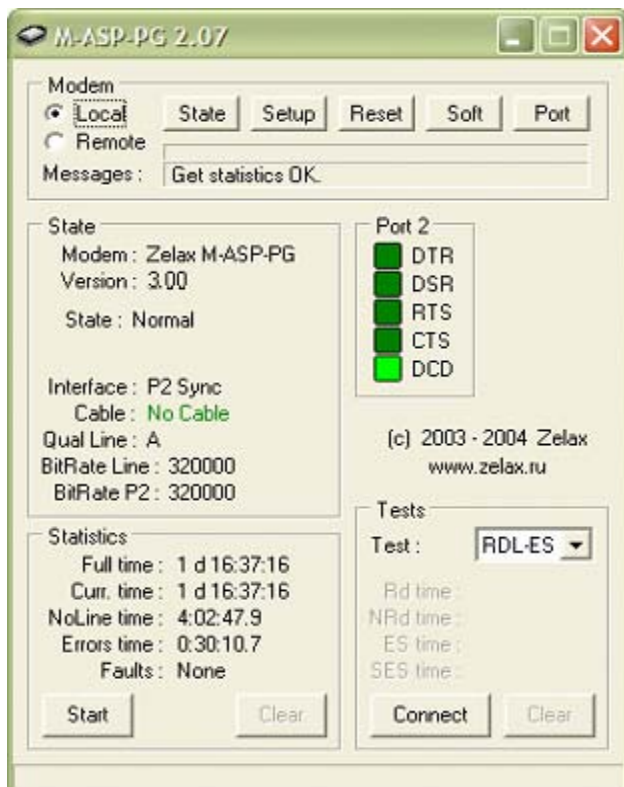 M-ASP-PG 2.07
Modem
Local State Setup Reset Soft Port
Remote
Messages : Get statistics OK.
State
Modem : Zelax M-ASP-PG
Version : 3.00
State : Normal
Interface : P2 Sync
Cable : No Cable
Qual Line : A
BitRate Line : 320000
BitRate P2 : 320000
Port 2
DTR
DSR
RTS
CTS
DCD
(c) 2003 - 2004 Zelax
www.zelax.ru
Statistics
Full time : 1 d 16:37:16
Curr. time : 1 d 16:37:16
NoLine time : 4:02:47.9
Errors time : 0:30:10.7
Faults : None
Start Clear
Tests
Test : RDL-ES
Rd time :
NRd time :
ES time :
SES time :
Connect Clear